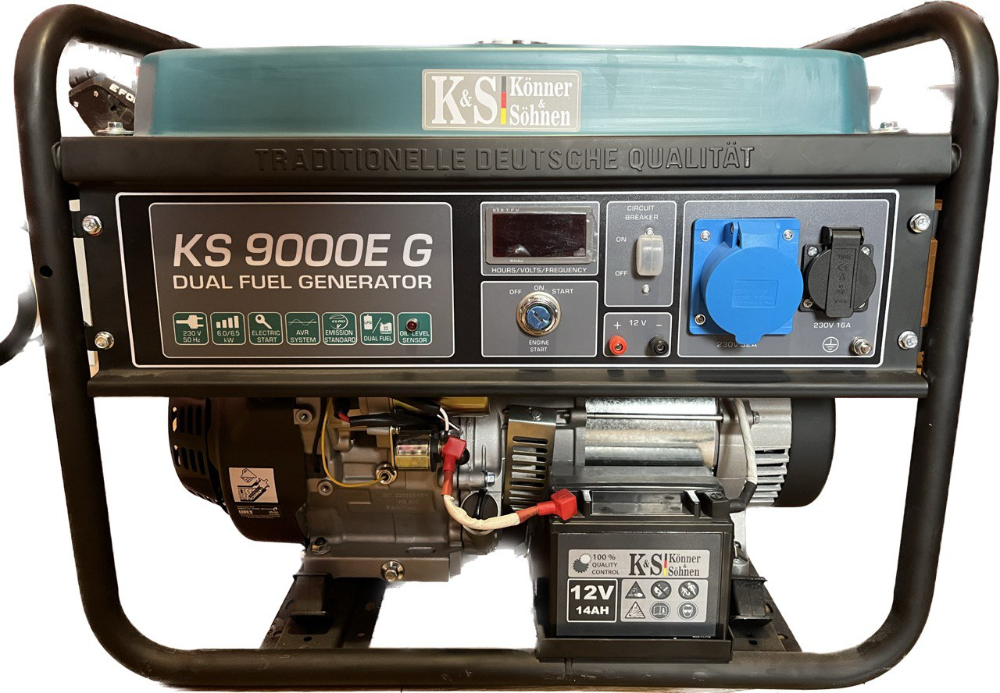 K&S Könner
& Söhnen
TRADITIONELLE DEUTSCHE QUALITÄT
KS 9000E G
DUAL FUEL GENERATOR
230 V
50 Hz
6.0/6.5
kW
ELECTRIC
START
AVR
SYSTEM
EURO
V
EMISSION
STANDARD
LPG
DUAL FUEL
OIL LEVEL
SENSOR
HOURS/VOLTS/FREQUENCY
OFF ON START
ENGINE
START
CIRCUIT
BREAKER
ON
OFF
+ 12 V -
230V 32A
230V 16A
EURO V
100 %
QUALITY
CONTROL
K&S Könner
& Söhnen
12V
14AH